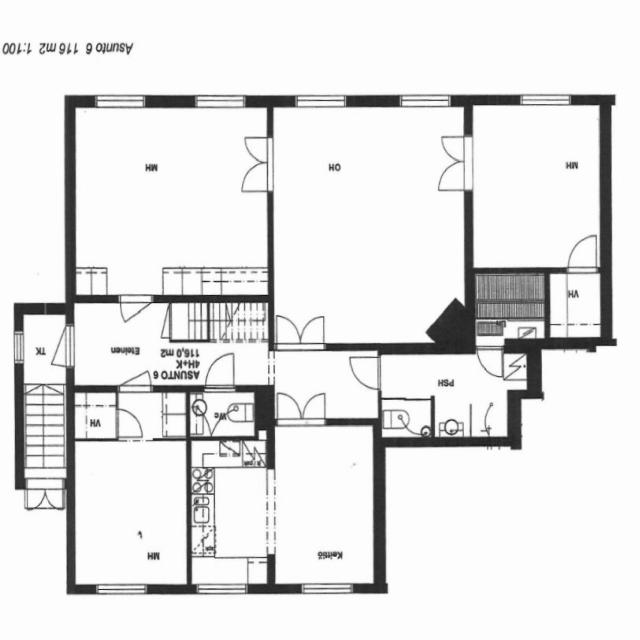 Keittiö
MH
WC
VH
PSH
ASUNTO 6
4H+K
116,0 m2
Eteinen
TK
VH
MH
OH
MH
Asunto 6 116 m2 1:100